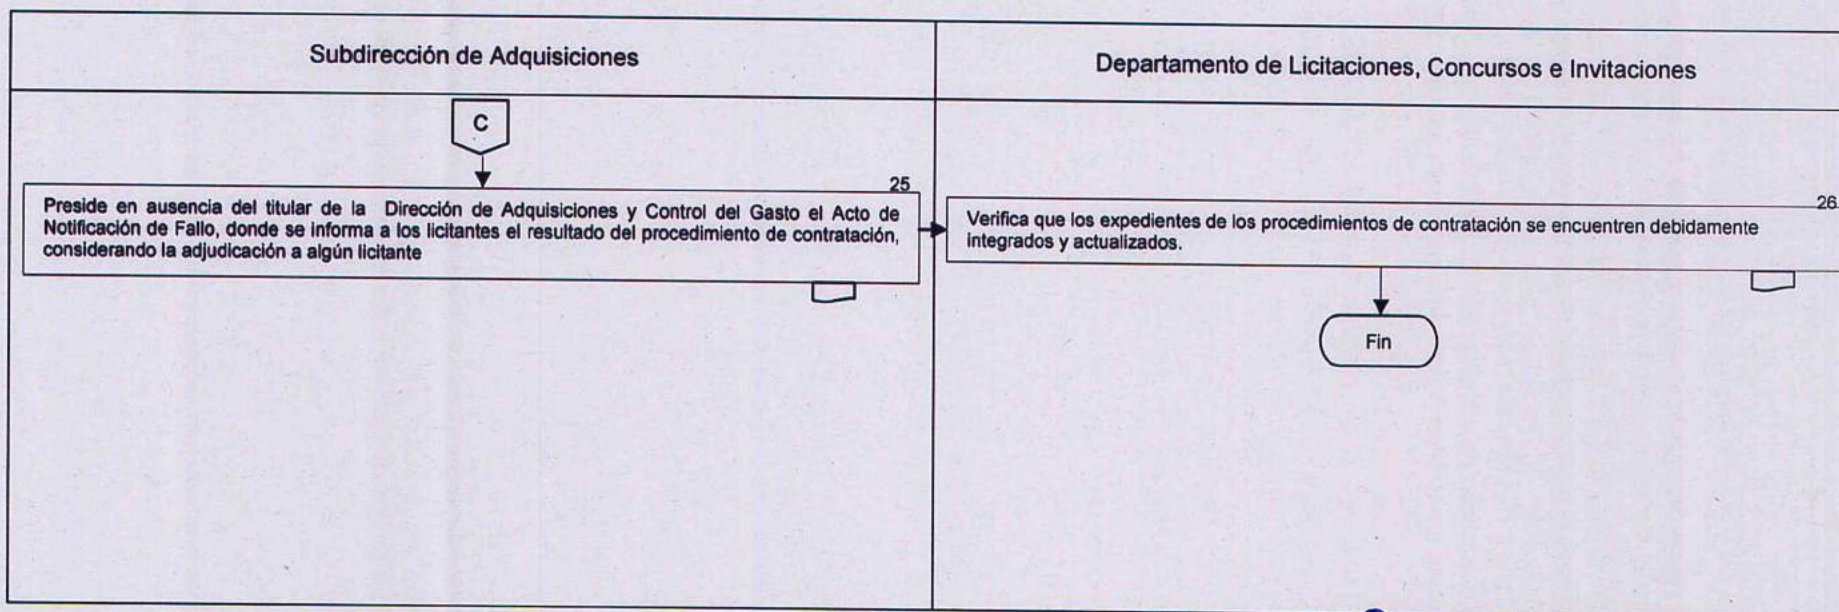 Subdirección de Adquisiciones
Departamento de Licitaciones, Concursos e Invitaciones
C
25
Preside en ausencia del titular de la Dirección de Adquisiciones y Control del Gasto el Acto de
Notificación de Fallo, donde se informa a los licitantes el resultado del procedimiento de contratación,
considerando la adjudicación a algún licitante
26
Verifica que los expedientes de los procedimientos de contratación se encuentren debidamente
integrados y actualizados.
Fin